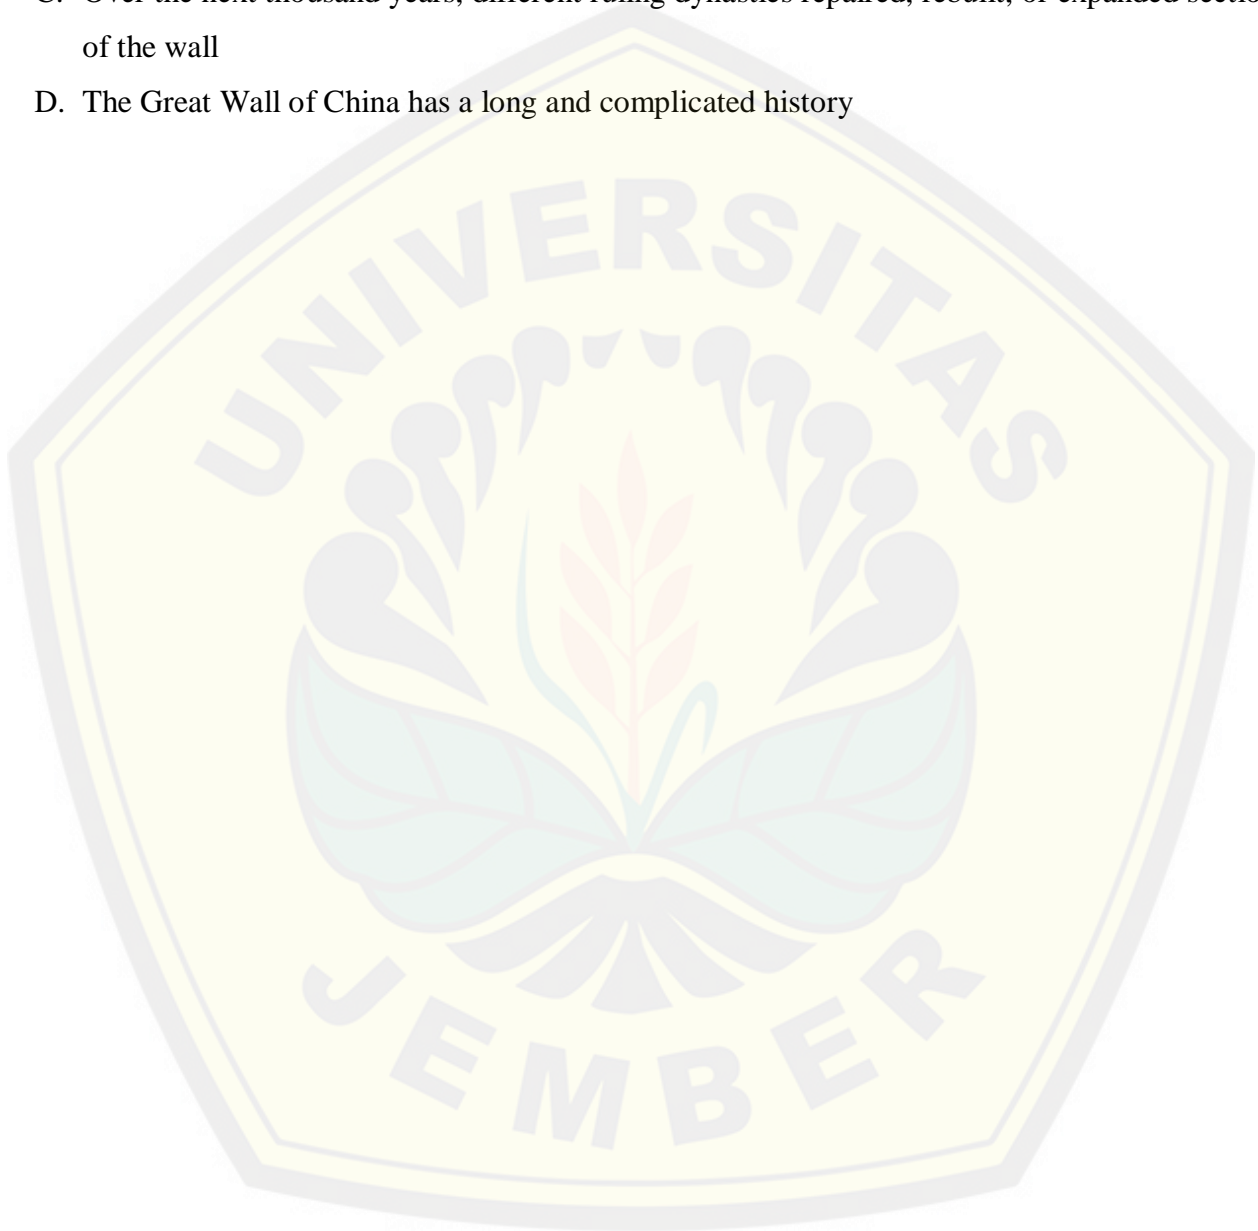 C. Over the next thousand years, different ruling dynasties repaired, rebuilt, or expanded sectio
of the wall
D. The Great Wall of China has a long and complicated history
UNIVERSITAS
JEMBER